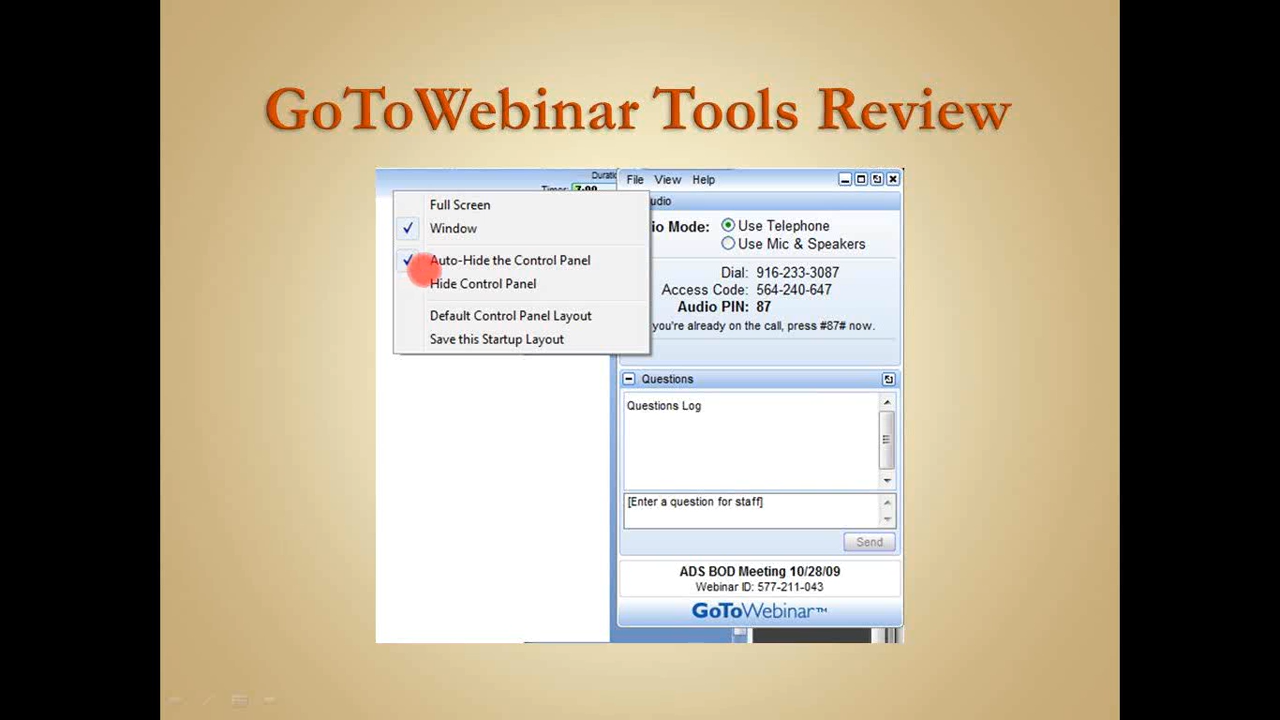 GoToWebinar Tools Review
File View Help
Full Screen
Window
Auto-Hide the Control Panel
Hide Control Panel
Default Control Panel Layout
Save this Startup Layout
Use Telephone
Use Mic & Speakers
Dial: 916-233-3087
Access Code: 564-240-647
Audio PIN: 87
you're already on the call, press #87# now.
Questions
Questions Log
[Enter a question for staff]
Send
ADS BOD Meeting 10/28/09
Webinar ID: 577-211-043
GoToWebinar™